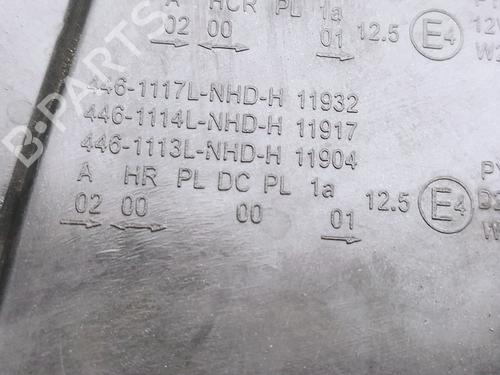 A HCR PL 1a
02 00 01 12.5 E4 12
446-1117L-NHD-H 11932
446-1114L-NHD-H 11917
446-1113L-NHD-H 11904
A HR PL DC PL 1a
02 00 00 01 12.5 E4
B-PARTS